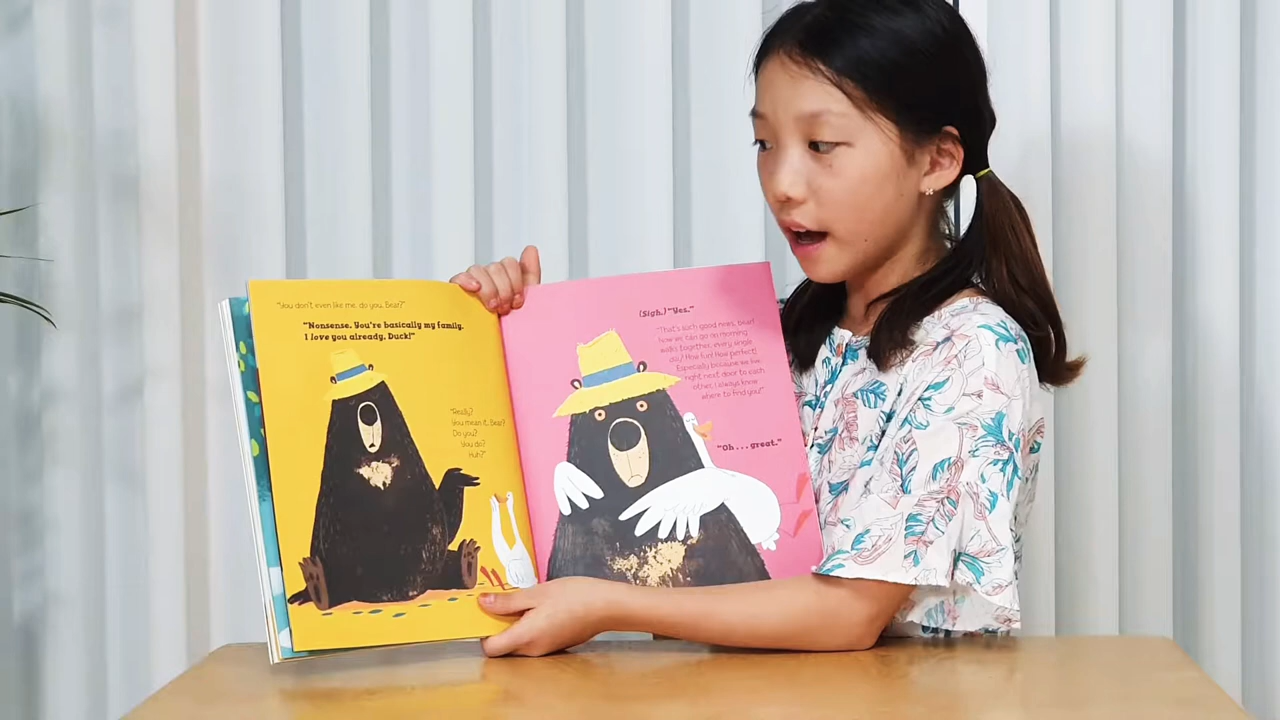 "You don't even like me, do you, Bear?"
"Nonsense. You're basically my family.
I love you already, Duck!"
"Really?
You mean it, Bear?
Do you?
You do?
Huh?"
(Sigh.) "Yes."
"That's such good news, Bear!
Now we can go on morning
walks together, every single
day! How fun! How perfect!
Especially because we live
right next door to each
other, I always know
where to find you!"
"Oh . . . great."